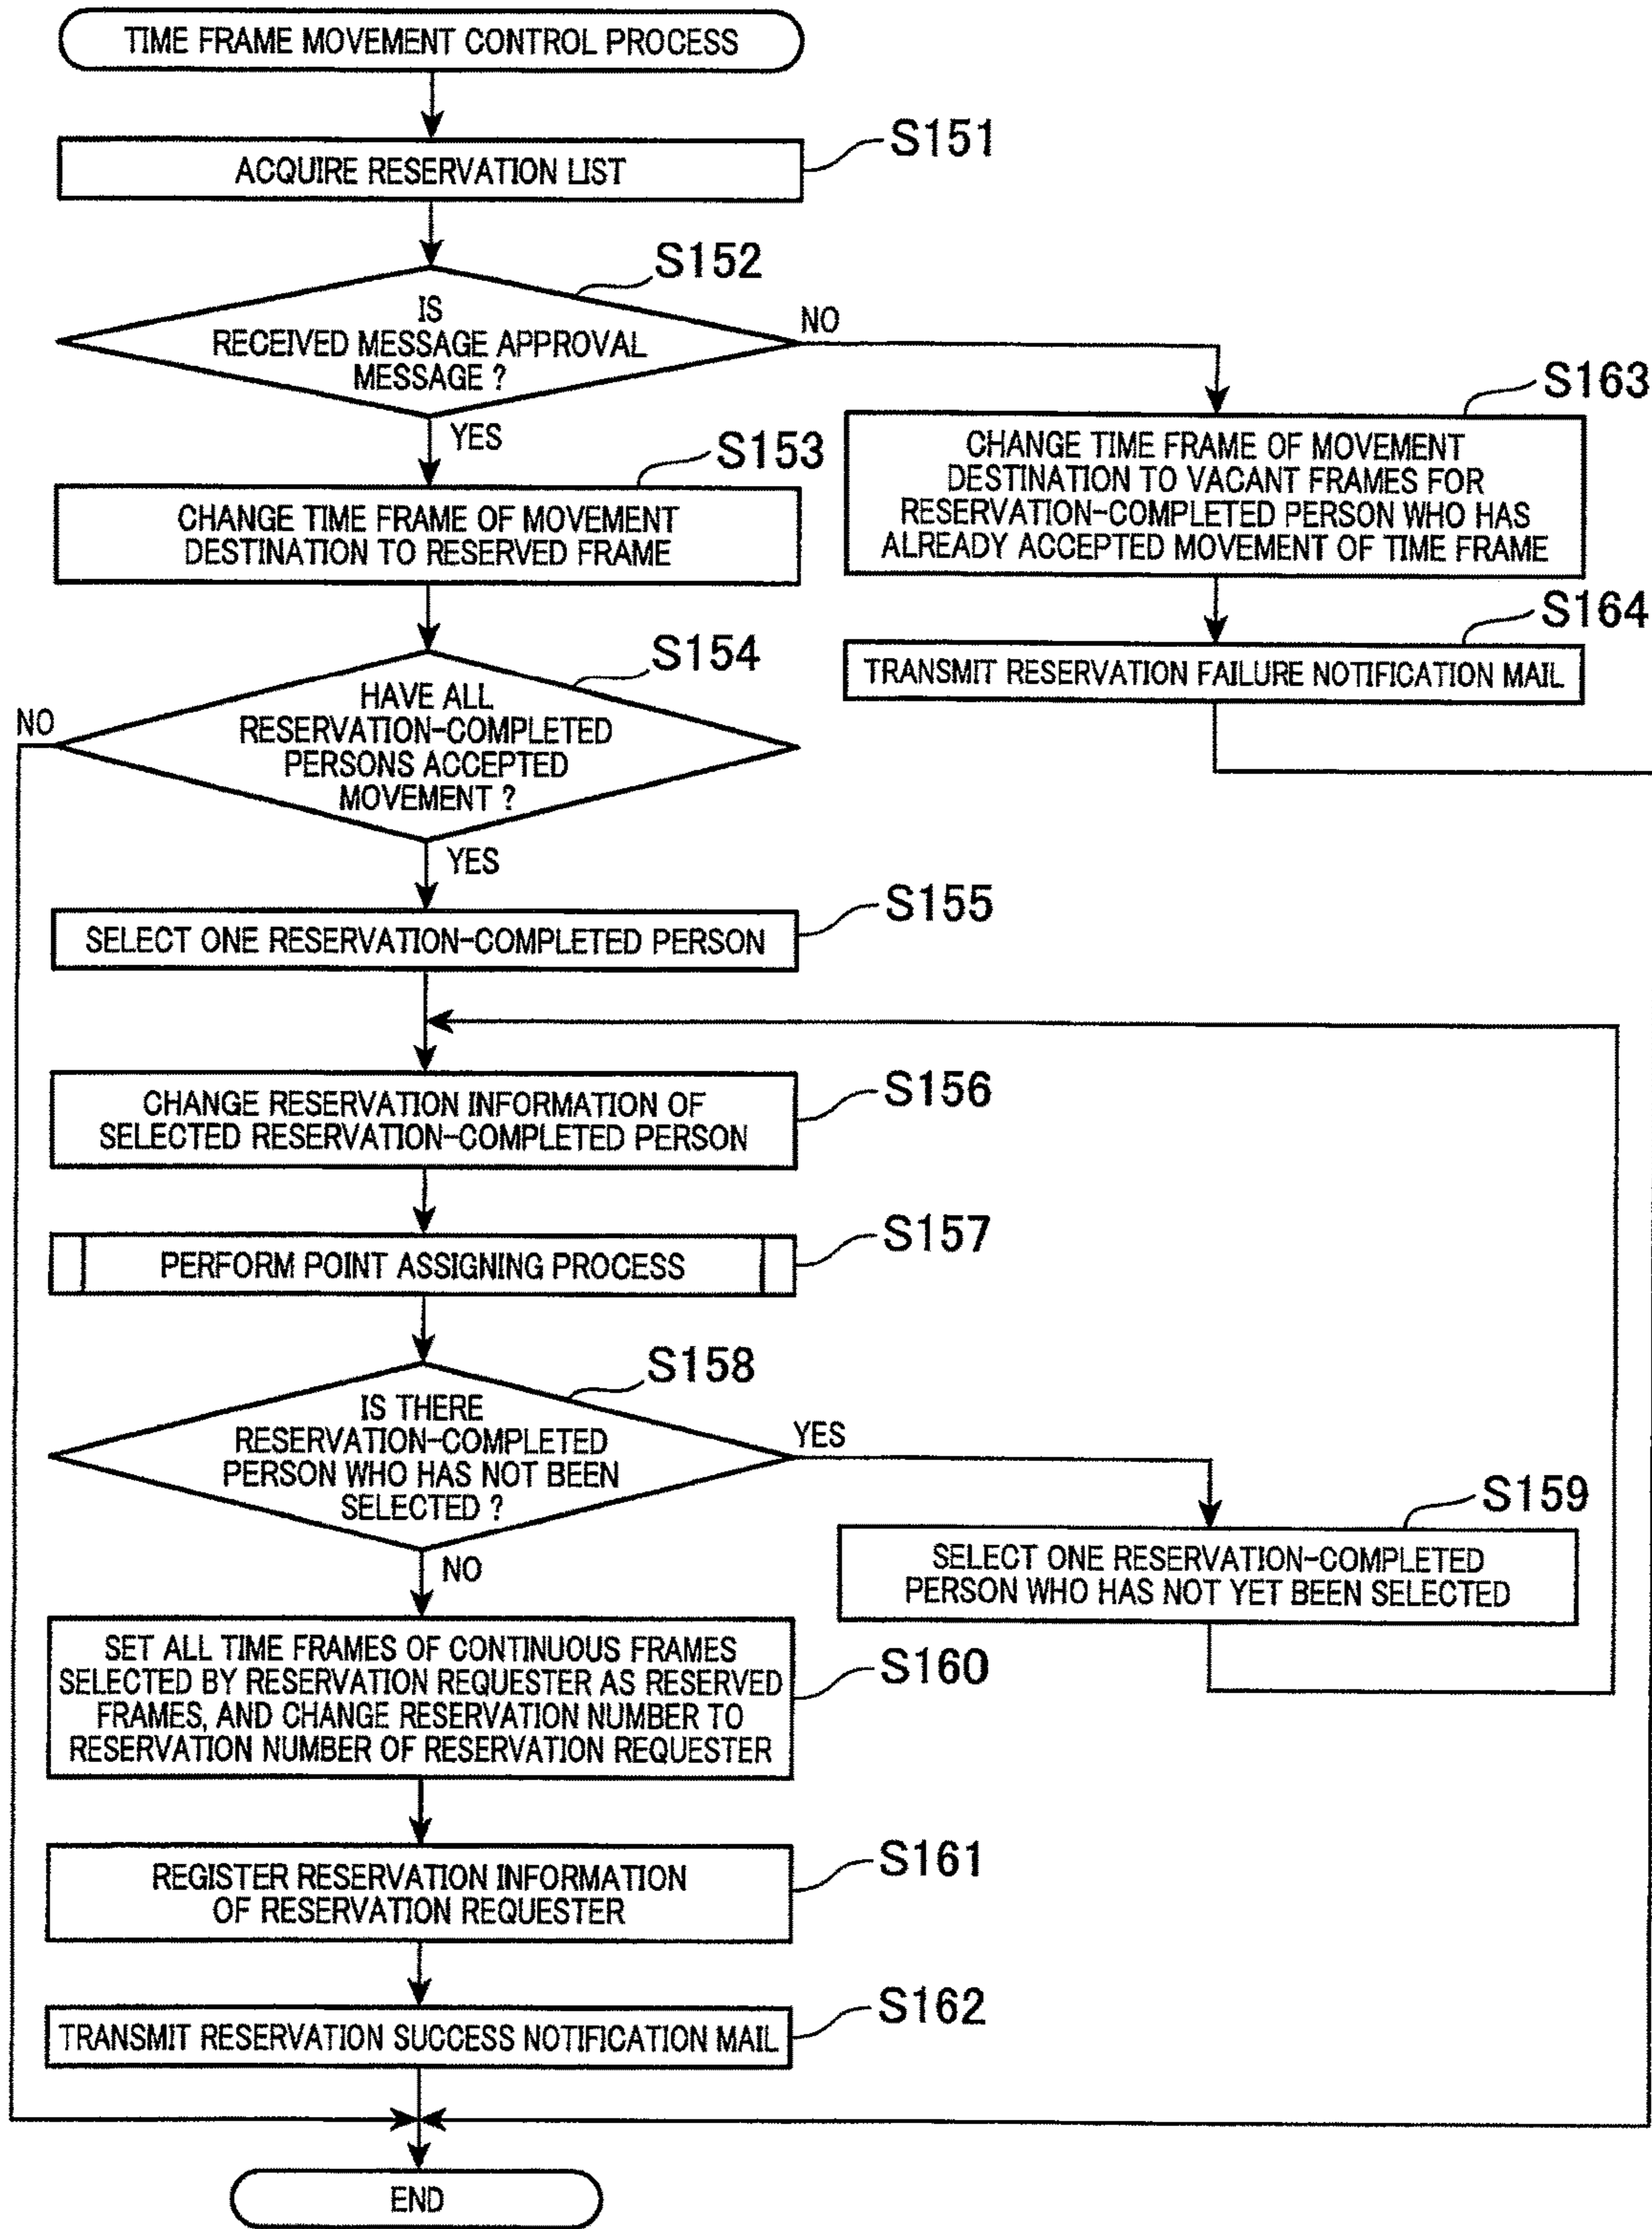 TIME FRAME MOVEMENT CONTROL PROCESS
S151
ACQUIRE RESERVATION LIST
S152
IS
RECEIVED MESSAGE APPROVAL
MESSAGE ?
NO
YES
S163
CHANGE TIME FRAME OF MOVEMENT
DESTINATION TO VACANT FRAMES FOR
RESERVATION-COMPLETED PERSON WHO HAS
ALREADY ACCEPTED MOVEMENT OF TIME FRAME
S153
CHANGE TIME FRAME OF MOVEMENT
DESTINATION TO RESERVED FRAME
S164
TRANSMIT RESERVATION FAILURE NOTIFICATION MAIL
S154
HAVE ALL
RESERVATION-COMPLETED
PERSONS ACCEPTED
MOVEMENT ?
NO
YES
S155
SELECT ONE RESERVATION-COMPLETED PERSON
S156
CHANGE RESERVATION INFORMATION OF
SELECTED RESERVATION-COMPLETED PERSON
S157
PERFORM POINT ASSIGNING PROCESS
S158
IS THERE
RESERVATION-COMPLETED
PERSON WHO HAS NOT BEEN
SELECTED ?
YES
NO
S159
SELECT ONE RESERVATION-COMPLETED
PERSON WHO HAS NOT YET BEEN SELECTED
S160
SET ALL TIME FRAMES OF CONTINUOUS FRAMES
SELECTED BY RESERVATION REQUESTER AS RESERVED
FRAMES, AND CHANGE RESERVATION NUMBER TO
RESERVATION NUMBER OF RESERVATION REQUESTER
S161
REGISTER RESERVATION INFORMATION
OF RESERVATION REQUESTER
S162
TRANSMIT RESERVATION SUCCESS NOTIFICATION MAIL
END